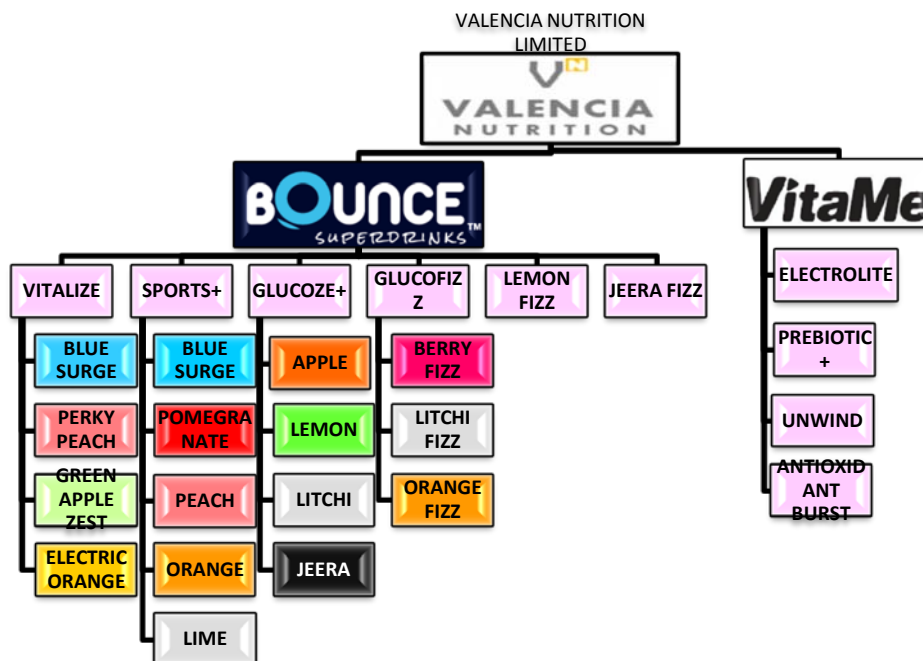 VALENCIA NUTRITION
LIMITED
VN
VALENCIA
NUTRITION
BOUNCE
SUPERDRINKS™
VitaMe
VITALIZE
SPORTS+
GLUCOZE+
GLUCOFIZ
Z
LEMON
FIZZ
JEERA FIZZ
BLUE
SURGE
PERKY
PEACH
GREEN
APPLE
ZEST
ELECTRIC
ORANGE
BLUE
SURGE
POMEGRA
NATE
PEACH
ORANGE
LIME
APPLE
LEMON
LITCHI
JEERA
BERRY
FIZZ
LITCHI
FIZZ
ORANGE
FIZZ
ELECTROLITE
PREBIOTIC
+
UNWIND
ANTIOXID
ANT
BURST